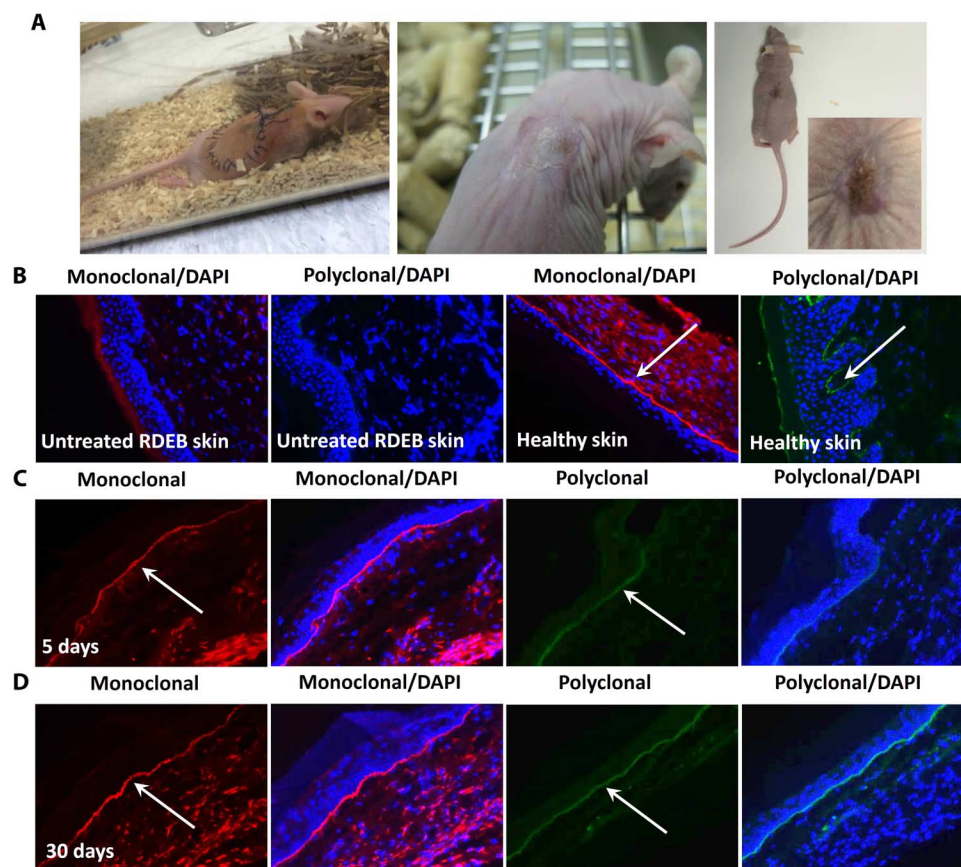 A
B
Monoclonal/DAPI
Polyclonal/DAPI
Monoclonal/DAPI
Polyclonal/DAPI
Untreated RDEB skin
Untreated RDEB skin
Healthy skin
Healthy skin
C
Monoclonal
Monoclonal/DAPI
Polyclonal
Polyclonal/DAPI
5 days
D
Monoclonal
Monoclonal/DAPI
Polyclonal
Polyclonal/DAPI
30 days